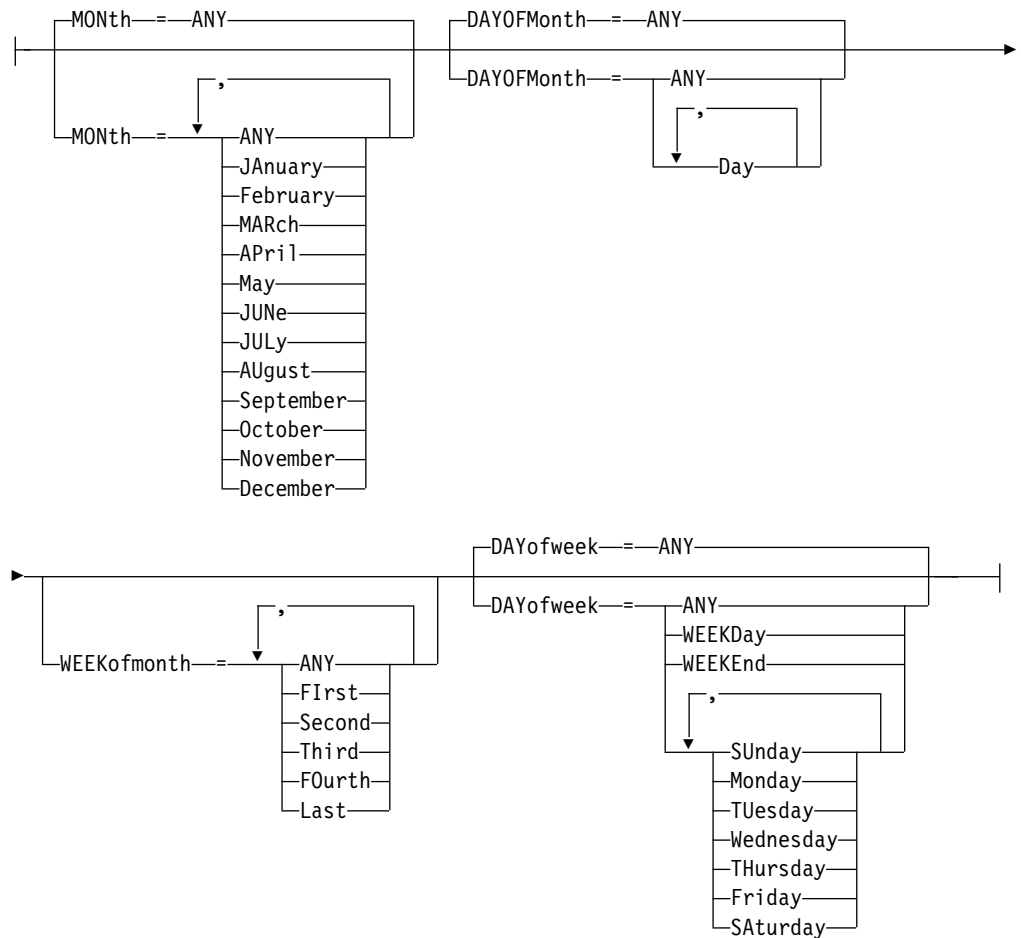 MONth = ANY
DAYOFMonth = ANY
DAYOFMonth = ANY
,
,
MONth = ANY
JAnuary
Day
February
MARch
APril
May
JUNe
JULy
AUgust
September
October
November
December
DAYofweek = ANY
DAYofweek = ANY
,
WEEKDay
WEEKofmonth = ANY
WEEKEnd
FIrst
,
Second
Third
SUnday
FOurth
Monday
Last
TUesday
Wednesday
THursday
Friday
SAturday